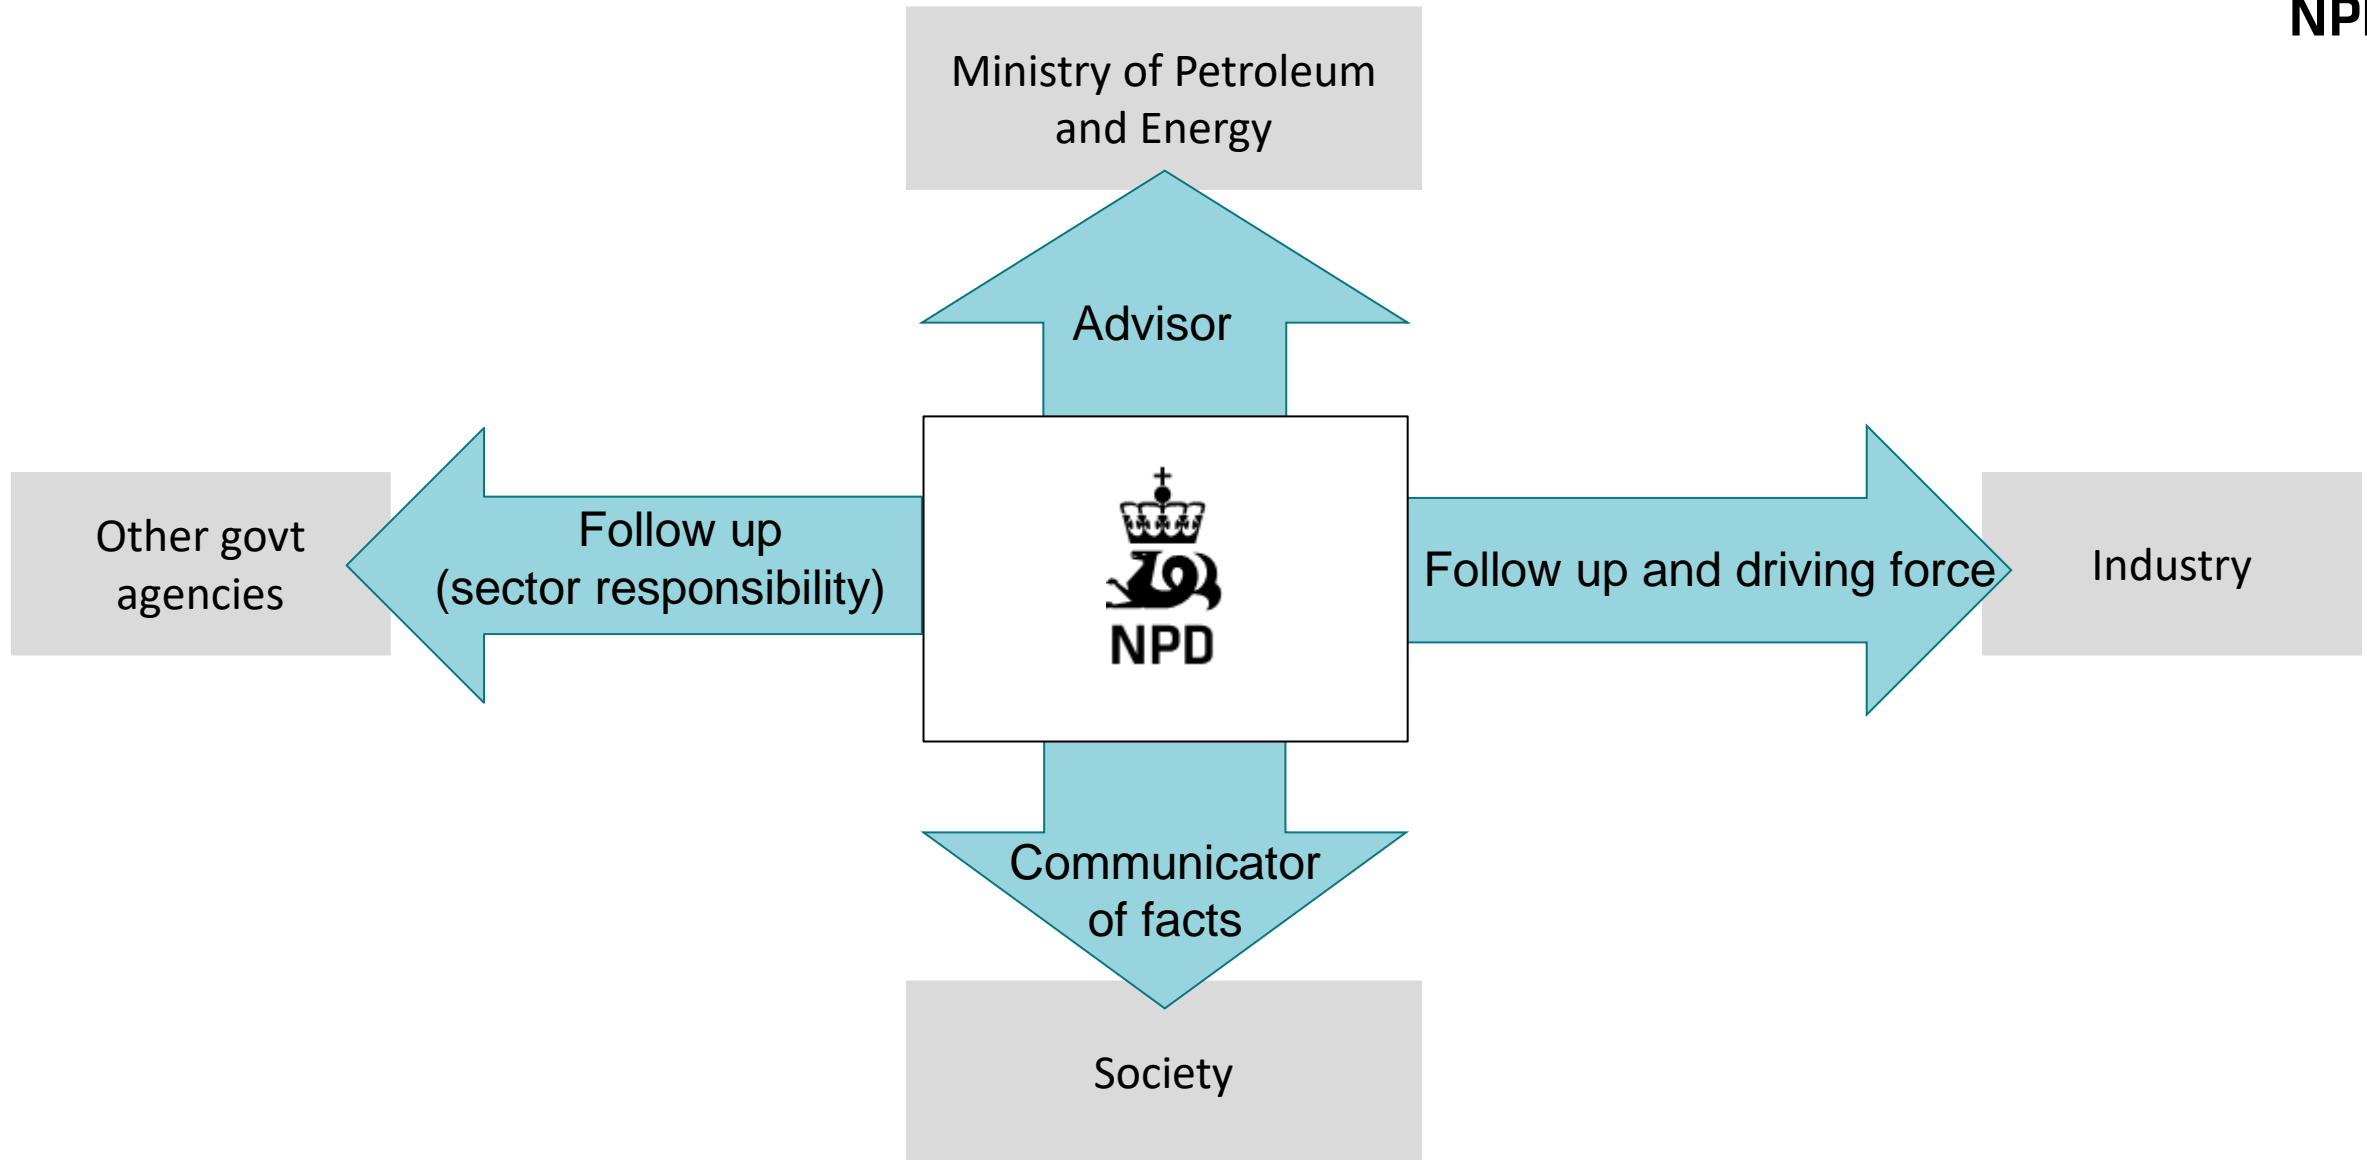 Ministry of Petroleum
and Energy
Advisor
Other govt
agencies
Follow up
(sector responsibility)
NPD
Follow up and driving force
Industry
Communicator
of facts
Society